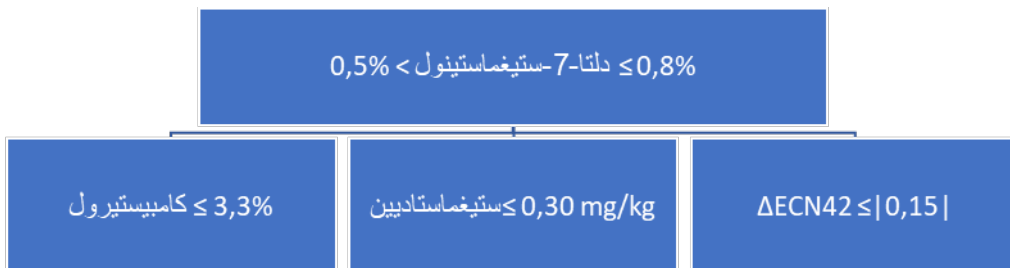 0,5% < دلتا-7-ستيغماستينول ≤ 0,8%
كامبيستيرول ≤ 3,3%
ستيغماستاديين≤ 0,30 mg/kg
ΔECN42 ≤|0,15|